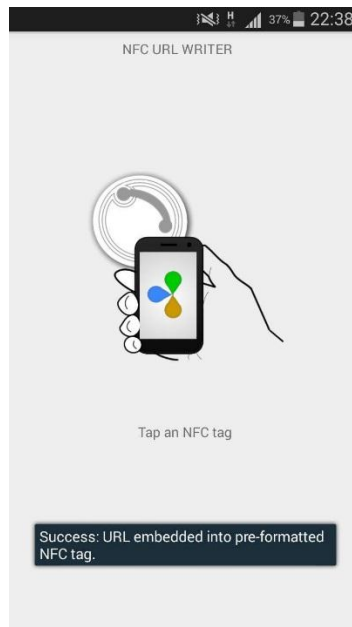 H 37% 22:38
NFC URL WRITER
Tap an NFC tag
Success: URL embedded into pre-formatted
NFC tag.